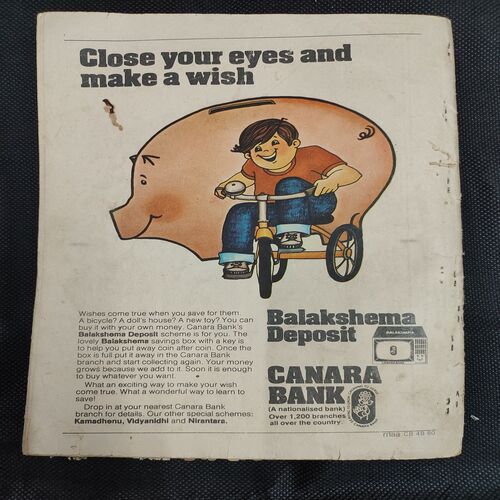 Close your eyes and
make a wish
Wishes come true when you save for them.
A bicycle? A doll's house? A new toy? You can
buy it with your own money. Canara Bank's
Balakshema Deposit scheme is for you. The
lovely Balakshema savings box with a key is
to help you put away coin after coin. Once the
box is full put it away in the Canara Bank
branch and start collecting again. Your money
grows because we add to it. Soon it is enough
to buy whatever you want.
What an exciting way to make your wish
come true. What a wonderful way to learn to
save!
Drop in at your nearest Canara Bank
branch for details. Our other special schemes:
Kamadhenu, Vidyanidhi and Nirantara.
Balakshema
Deposit
BALAKSHEMA
CANARA
BANK
(A nationalised bank)
Over 1,200 branches
all over the country.
maa CB 49 80